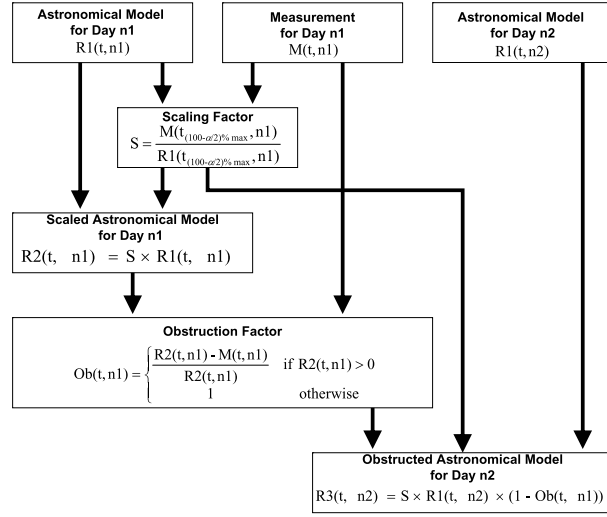 Astronomical Model
for Day n1
R1(t,n1)
Measurement
for Day n1
M(t,n1)
Astronomical Model
for Day n2
R1(t,n2)
Scaling Factor
S = M(t(100-α/2)% max, n1) / R1(t(100-α/2)% max, n1)
Scaled Astronomical Model
for Day n1
R2(t, n1) = S × R1(t, n1)
Obstruction Factor
Ob(t,n1) = { R2(t,n1) - M(t,n1) / R2(t,n1) if R2(t,n1) > 0
1 otherwise
Obstructed Astronomical Model
for Day n2
R3(t, n2) = S × R1(t, n2) × (1 - Ob(t, n1))